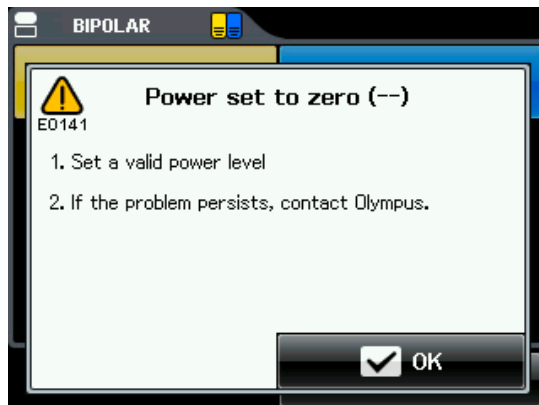 BIPOLAR
Power set to zero (--)
E0141
1. Set a valid power level
2. If the problem persists, contact Olympus.
OK